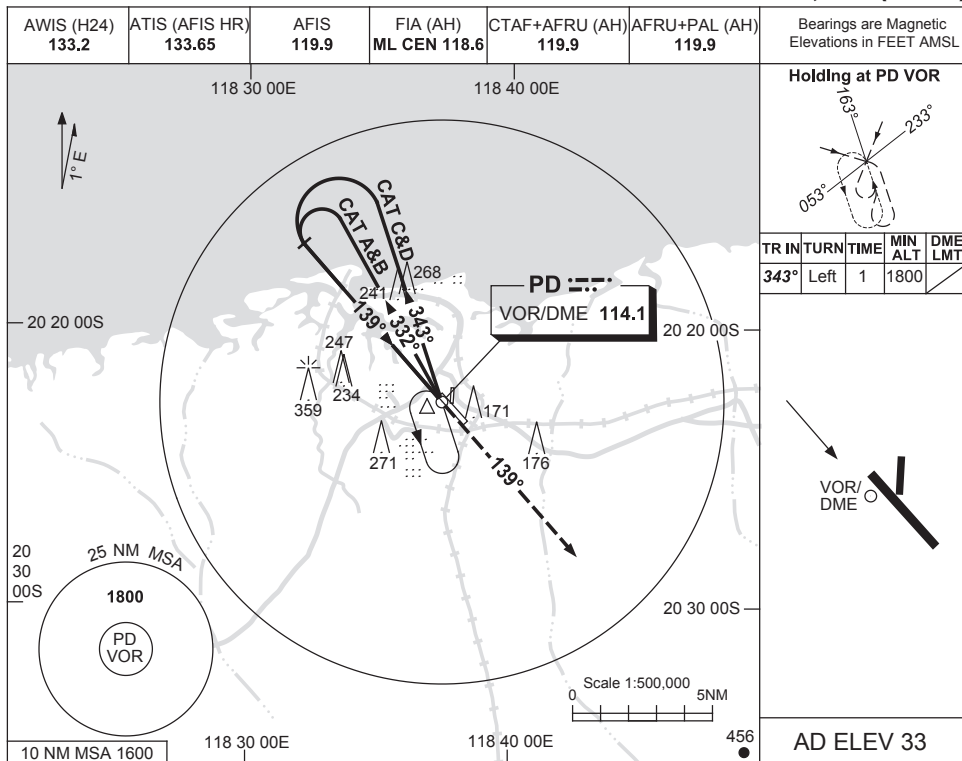 AWIS (H24)
133.2
ATIS (AFIS HR)
133.65
AFIS
119.9
FIA (AH)
ML CEN 118.6
CTAF+AFRU (AH)
119.9
AFRU+PAL (AH)
119.9
Bearings are Magnetic
Elevations in FEET AMSL
118 30 00E
118 40 00E
1° E
CAT A&B
CAT C&D
268
241
139°
332°
343°
PD
VOR/DME 114.1
20 20 00S
20 20 00S
247
234
359
271
171
176
139°
20
30
00S
20 30 00S
25 NM MSA
1800
PD
VOR
10 NM MSA 1600
118 30 00E
118 40 00E
Scale 1:500,000
0
5NM
456
Holding at PD VOR
163°
233°
053°
TR IN
TURN
TIME
MIN
ALT
DME
LMT
343°
Left
1
1800
VOR/
DME
AD ELEV 33